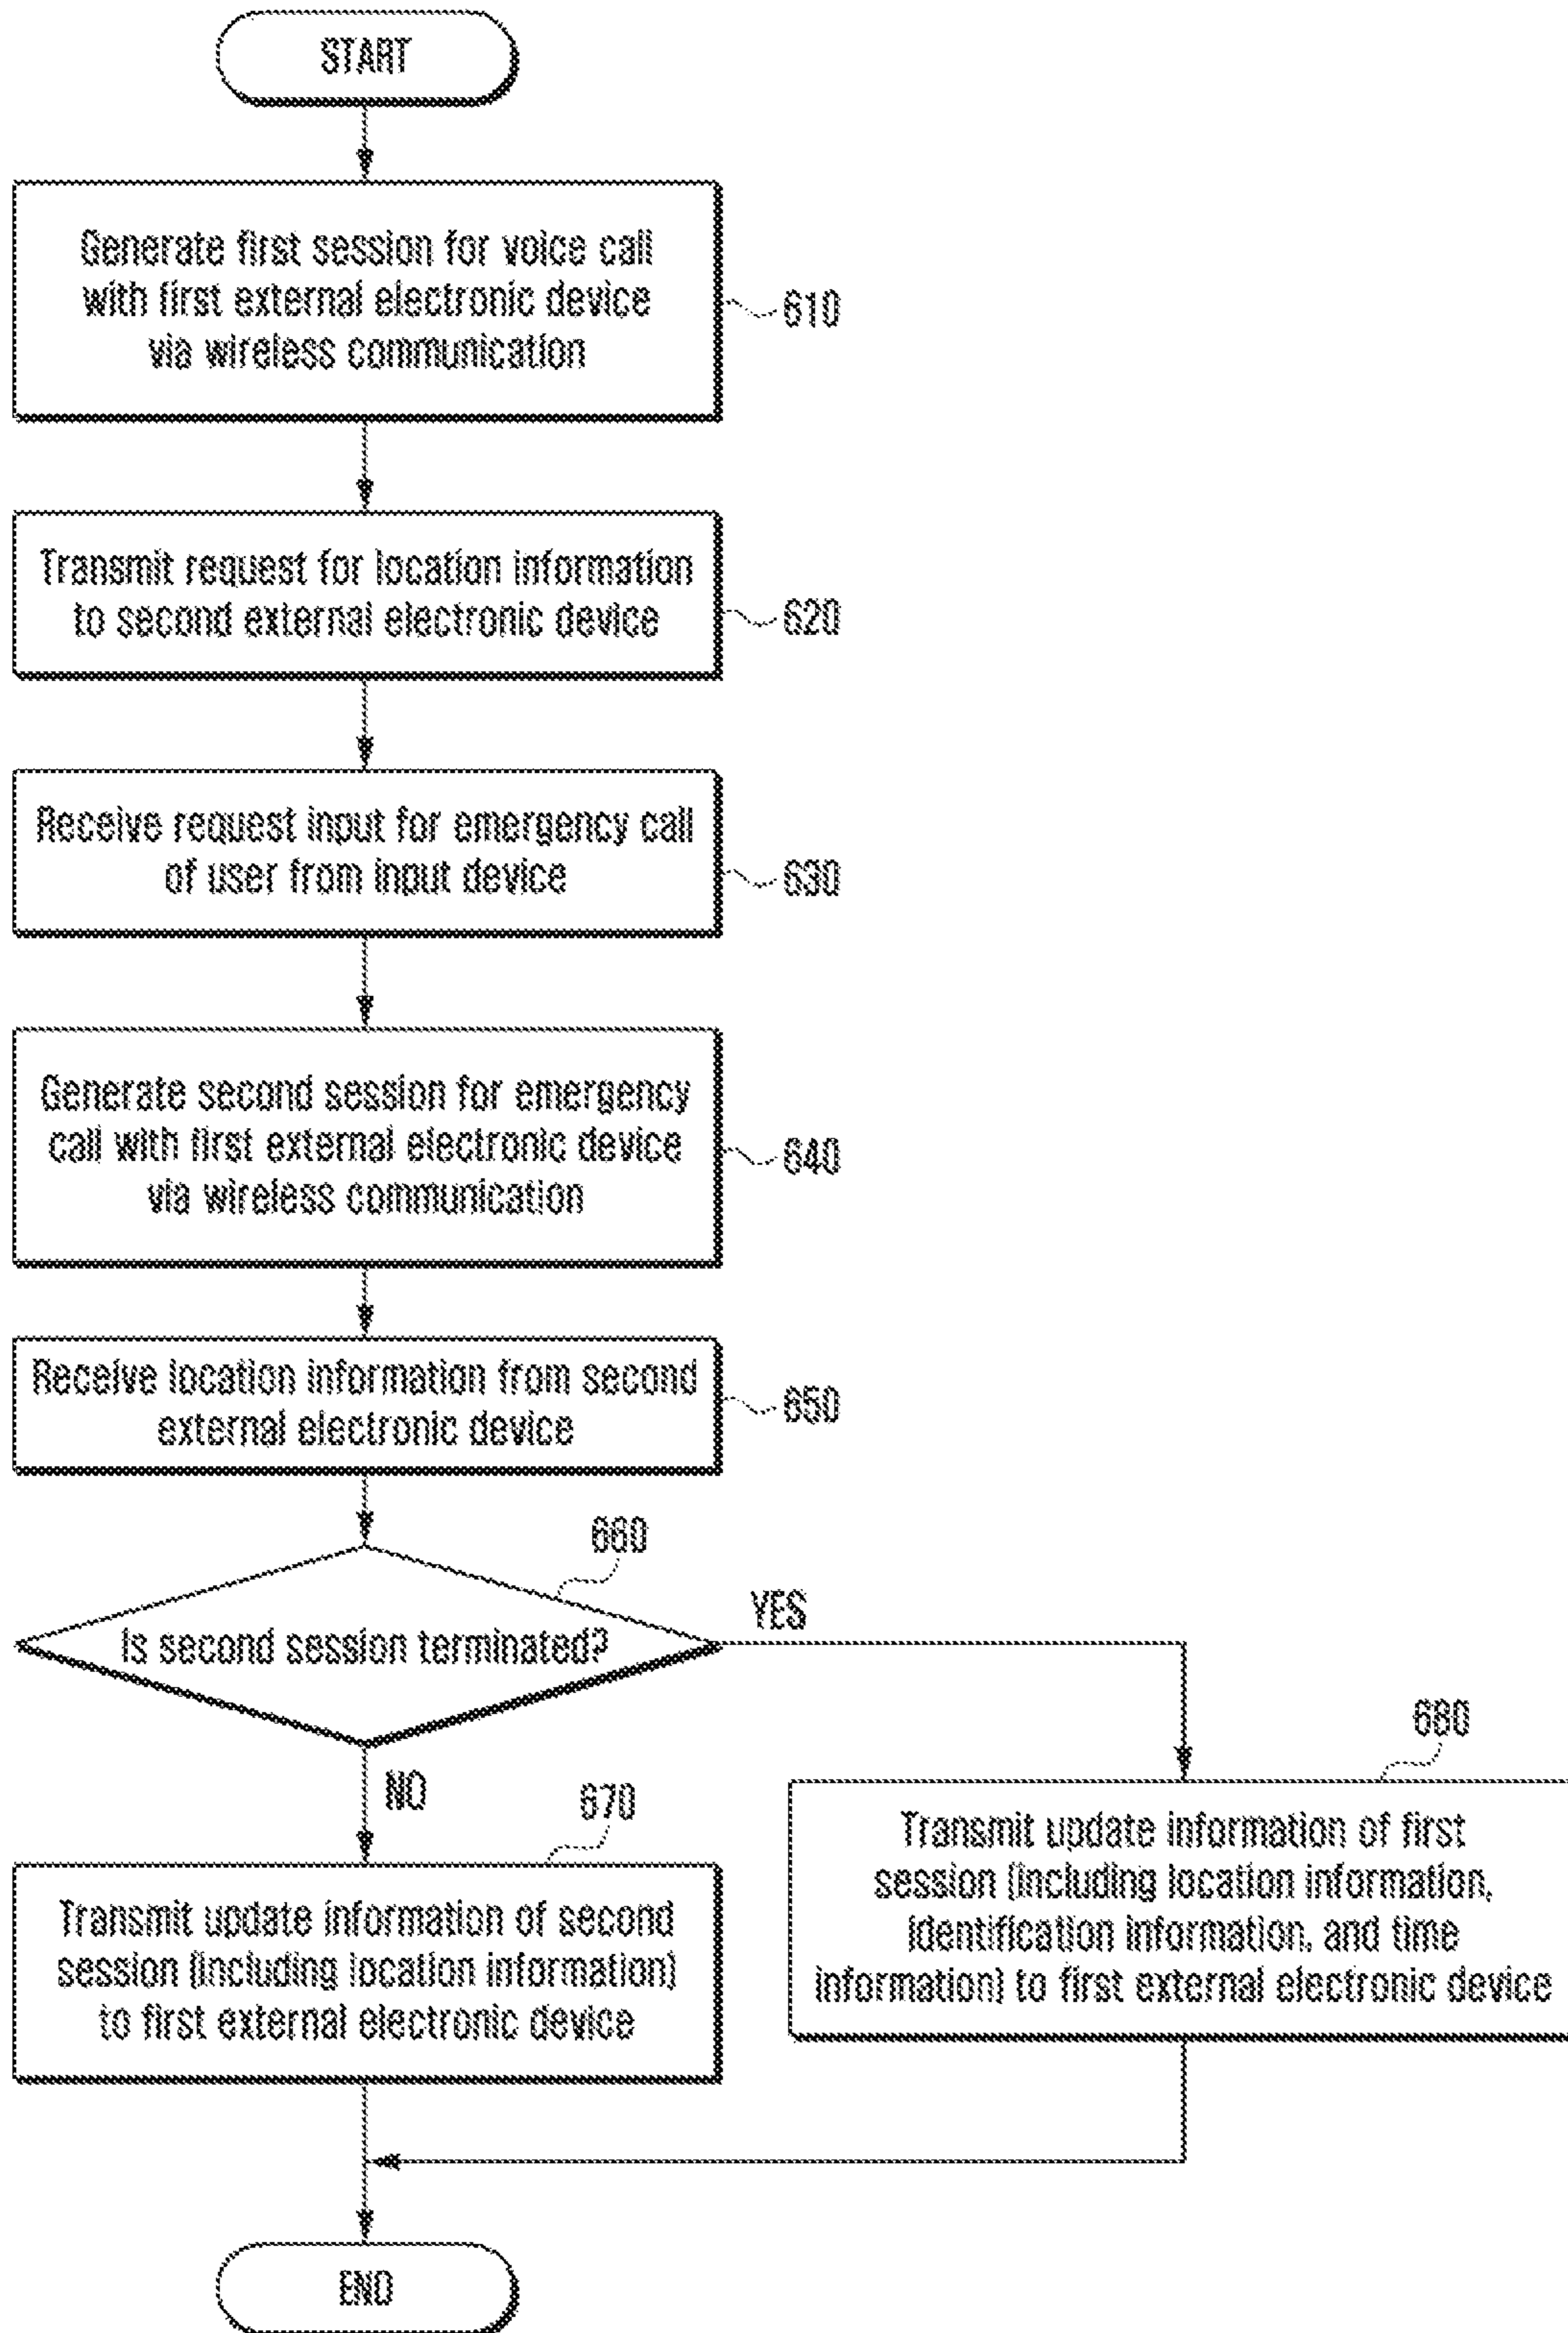 START
Generate first session for voice call
with first external electronic device
via wireless communication
610
Transmit request for location information
to second external electronic device
620
Receive request input for emergency call
of user from input device
630
Generate second session for emergency
call with first external electronic device
via wireless communication
640
Receive location information from second
external electronic device
650
660
Is second session terminated?
YES
NO
670
Transmit update information of second
session (including location information)
to first external electronic device
680
Transmit update information of first
session (including location information,
identification information, and time
information) to first external electronic device
END